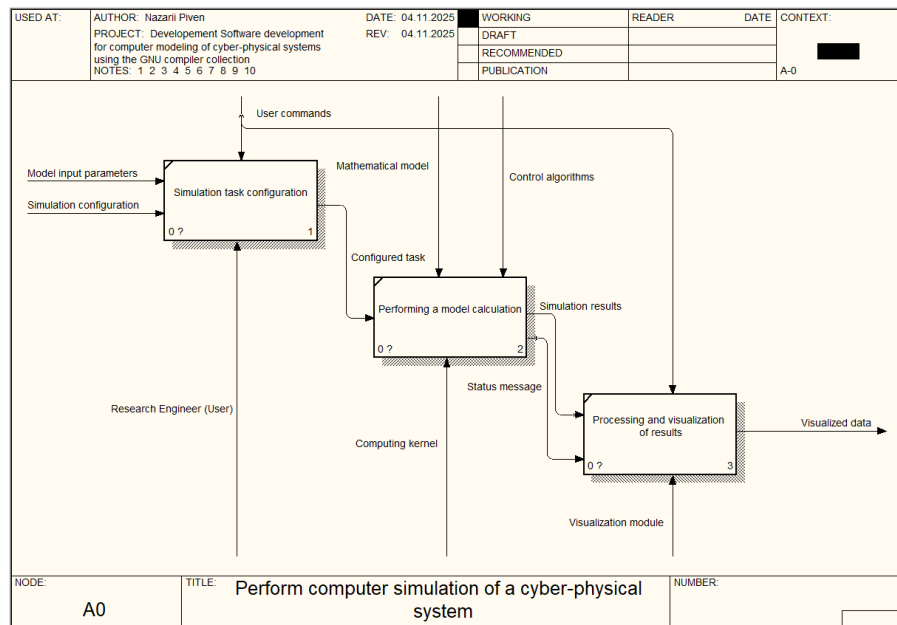 USED AT:
AUTHOR: Nazarii Piven
DATE: 04.11.2025
WORKING
READER
DATE
CONTEXT:
PROJECT: Developement Software development
for computer modeling of cyber-physical systems
using the GNU compiler collection
REV: 04.11.2025
DRAFT
RECOMMENDED
NOTES: 1 2 3 4 5 6 7 8 9 10
PUBLICATION
A-0
User commands
Model input parameters
Simulation configuration
Simulation task configuration
0 ?
1
Mathematical model
Control algorithms
Configured task
Performing a model calculation
0 ?
2
Simulation results
Status message
Research Engineer (User)
Computing kernel
Processing and visualization
of results
0 ?
3
Visualized data
Visualization module
NODE:
A0
TITLE:
Perform computer simulation of a cyber-physical
system
NUMBER: